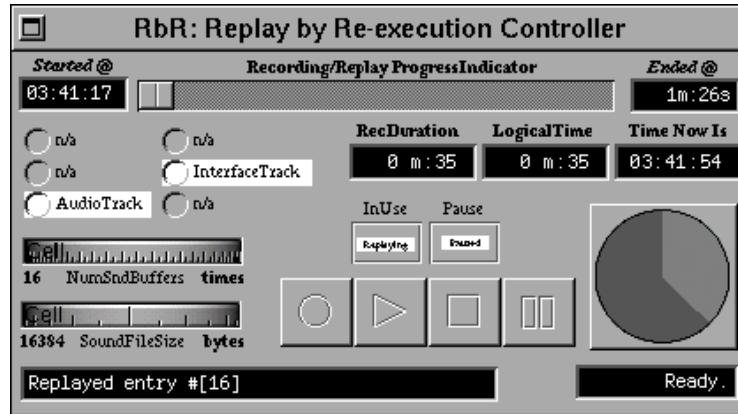 RbR: Replay by Re-execution Controller
Started @ Recording/Replay ProgressIndicator Ended @
03:41:17 1m:26s
RecDuration LogicalTime Time Now Is
0 m:35 0 m:35 03:41:54
n/a n/a
n/a InterfaceTrack
AudioTrack n/a
InUse Pause
Replaying Paused
Cell
16 NumSndBuffers times
Cell
16384 SoundFileSize bytes
Replayed entry #[16] Ready.